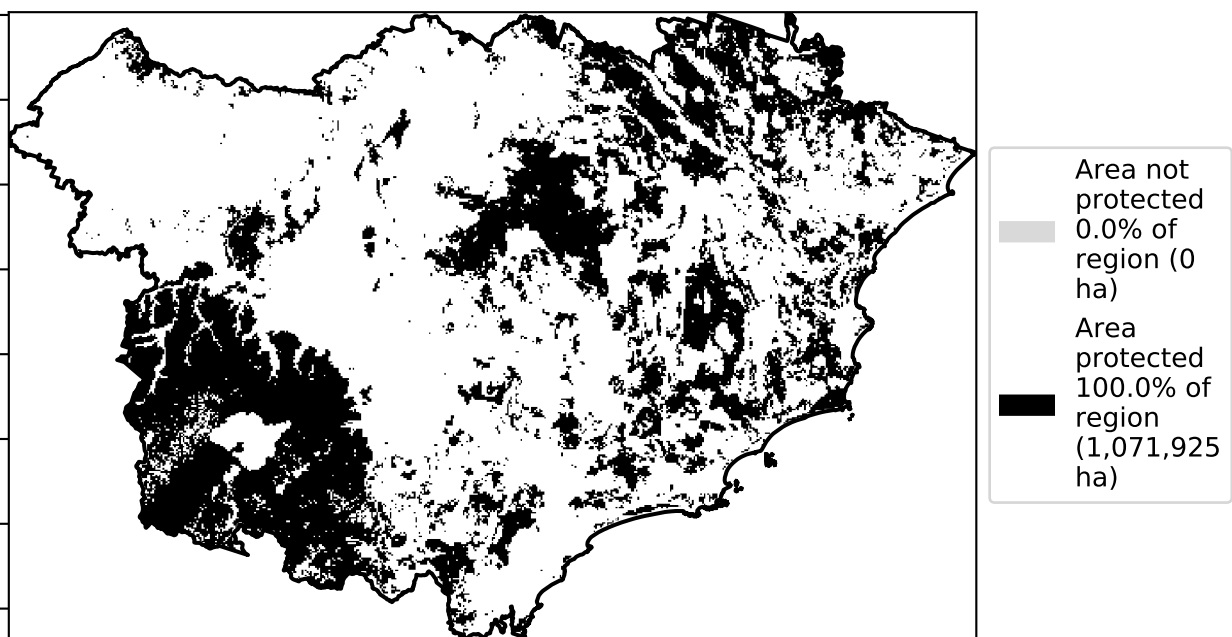 Area not
protected
0.0% of
region (0
ha)
Area
protected
100.0% of
region
(1,071,925
ha)